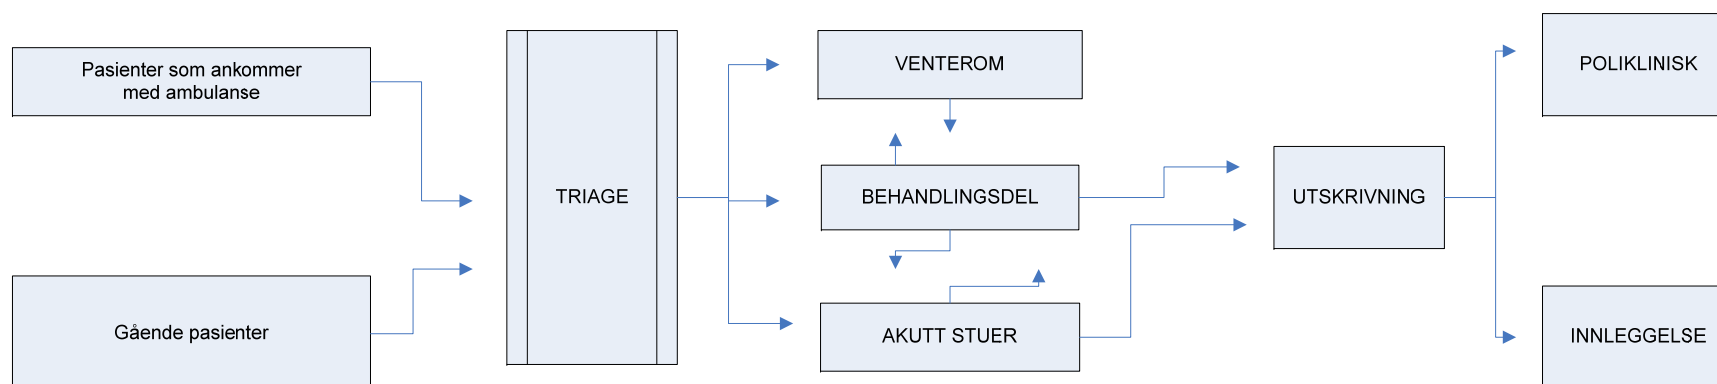 Pasienter som ankommer
med ambulanse
Gående pasienter
TRIAGE
VENTEROM
BEHANDLINGSDEL
AKUTT STUER
UTSKRIVNING
POLIKLINISK
INNLEGGELSE